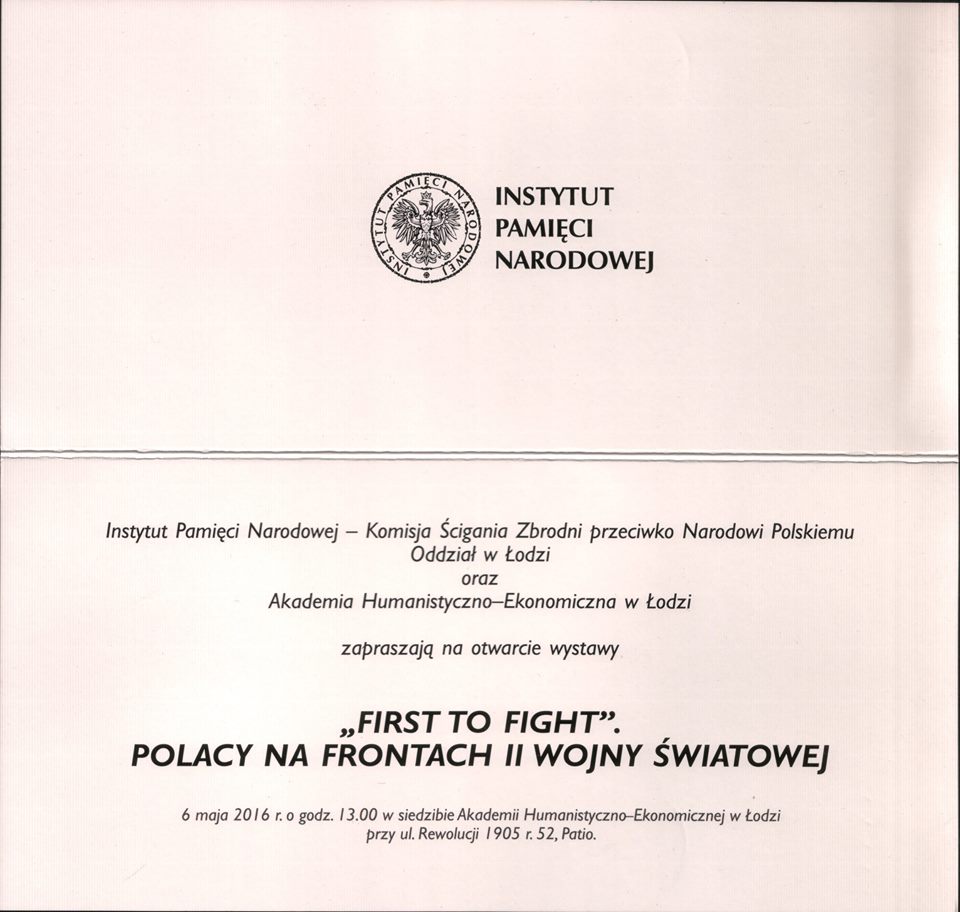 INSTYTUT PAMIĘCI NARODOWEJ
INSTYTUT
PAMIĘCI
NARODOWEJ
Instytut Pamięci Narodowej – Komisja Ścigania Zbrodni przeciwko Narodowi Polskiemu
Oddział w Łodzi
oraz
Akademia Humanistyczno–Ekonomiczna w Łodzi
zapraszają na otwarcie wystawy
„FIRST TO FIGHT”.
POLACY NA FRONTACH II WOJNY ŚWIATOWEJ
6 maja 2016 r. o godz. 13.00 w siedzibie Akademii Humanistyczno–Ekonomicznej w Łodzi
przy ul. Rewolucji 1905 r. 52, Patio.